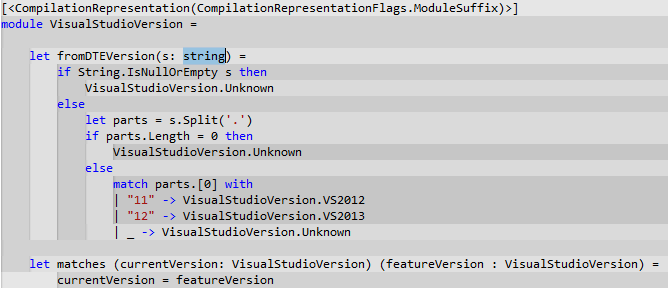 [<CompilationRepresentation(CompilationRepresentationFlags.ModuleSuffix)>]
module VisualStudioVersion =
    let fromDTEVersion(s: string) =
        if String.IsNullOrEmpty s then
            VisualStudioVersion.Unknown
        else
            let parts = s.Split('.')
            if parts.Length = 0 then
                VisualStudioVersion.Unknown
            else
                match parts.[0] with
                | "11" -> VisualStudioVersion.VS2012
                | "12" -> VisualStudioVersion.VS2013
                | _ -> VisualStudioVersion.Unknown
    let matches (currentVersion: VisualStudioVersion) (featureVersion : VisualStudioVersion) =
        currentVersion = featureVersion